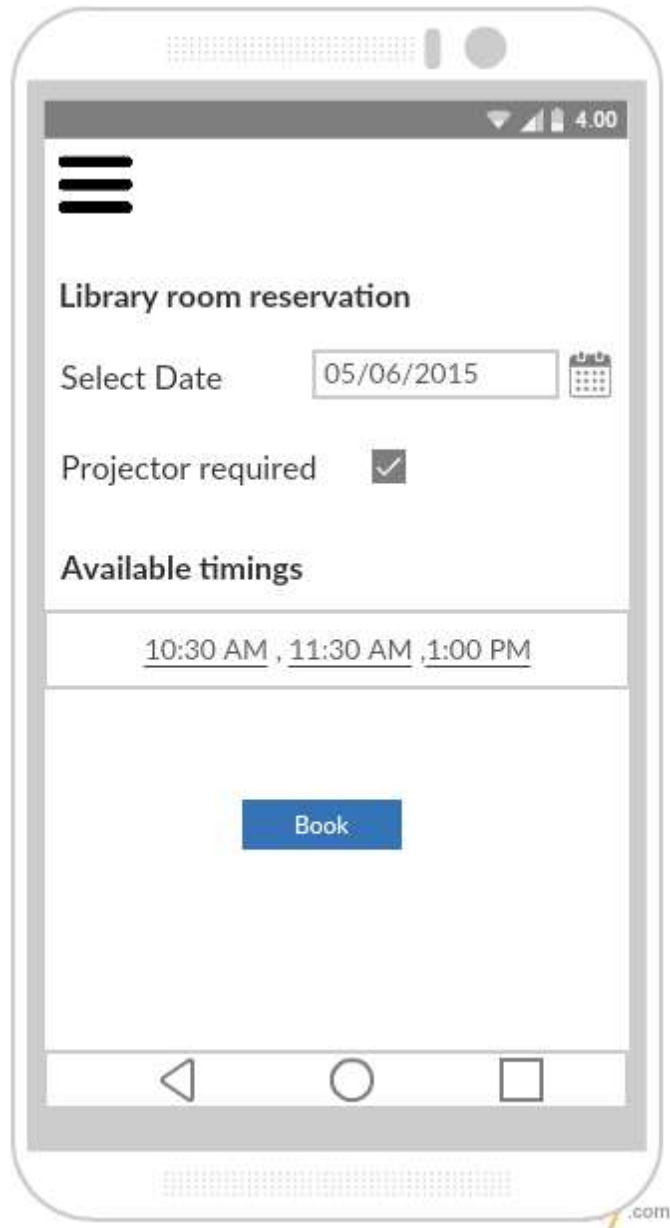 4.00
Library room reservation
Select Date 05/06/2015
Projector required
Available timings
10:30 AM , 11:30 AM ,1:00 PM
Book
.com